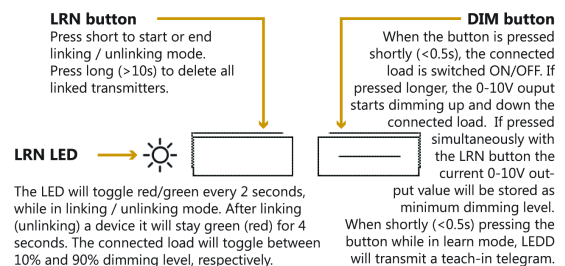 LRN button
Press short to start or end
linking / unlinking mode.
Press long (>10s) to delete all
linked transmitters.
DIM button
When the button is pressed
shortly (<0.5s), the connected
load is switched ON/OFF. If
pressed longer, the 0-10V ouput
starts dimming up and down the
connected load. If pressed
simultaneously with
the LRN button the
current 0-10V out-
put value will be stored as
minimum dimming level.
When shortly (<0.5s) pressing the
button while in learn mode, LEDD
will transmit a teach-in telegram.
LRN LED
The LED will toggle red/green every 2 seconds,
while in linking / unlinking mode. After linking
(unlinking) a device it will stay green (red) for 4
seconds. The connected load will toggle between
10% and 90% dimming level, respectively.